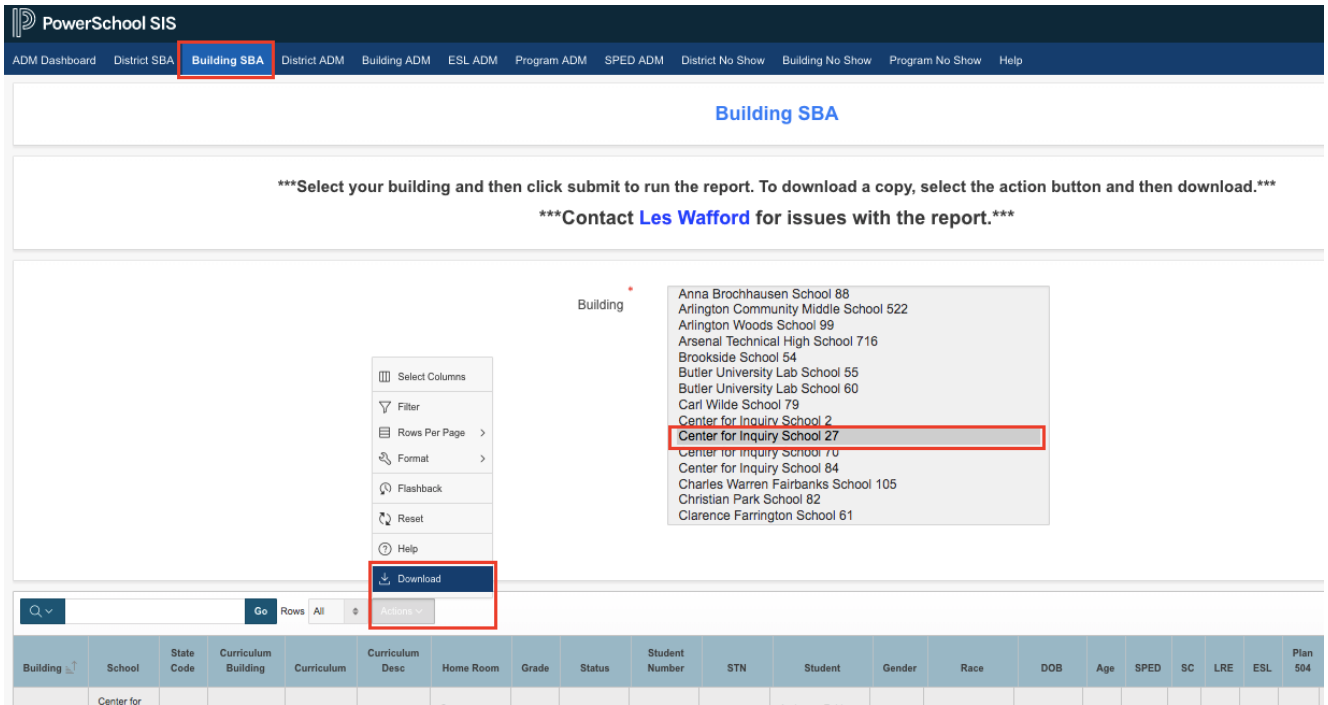 PowerSchool SIS
ADM Dashboard District SBA Building SBA District ADM Building ADM ESL ADM Program ADM SPED ADM District No Show Building No Show Program No Show Help
Building SBA
***Select your building and then click submit to run the report. To download a copy, select the action button and then download.***
***Contact Les Wafford for issues with the report.***
Building *
Anna Brochhausen School 88
Arlington Community Middle School 522
Arlington Woods School 99
Arsenal Technical High School 716
Brookside School 54
Butler University Lab School 55
Butler University Lab School 60
Carl Wilde School 79
Center for Inquiry School 2
Center for Inquiry School 27
Center for Inquiry School 70
Center for Inquiry School 84
Charles Warren Fairbanks School 105
Christian Park School 82
Clarence Farrington School 61
Select Columns
Filter
Rows Per Page
Format
Flashback
Reset
Help
Download
Go Rows All Actions
Building School State Code Curriculum Building Curriculum Curriculum Desc Home Room Grade Status Student Number STN Student Gender Race DOB Age SPED SC LRE ESL Plan 504
Center for